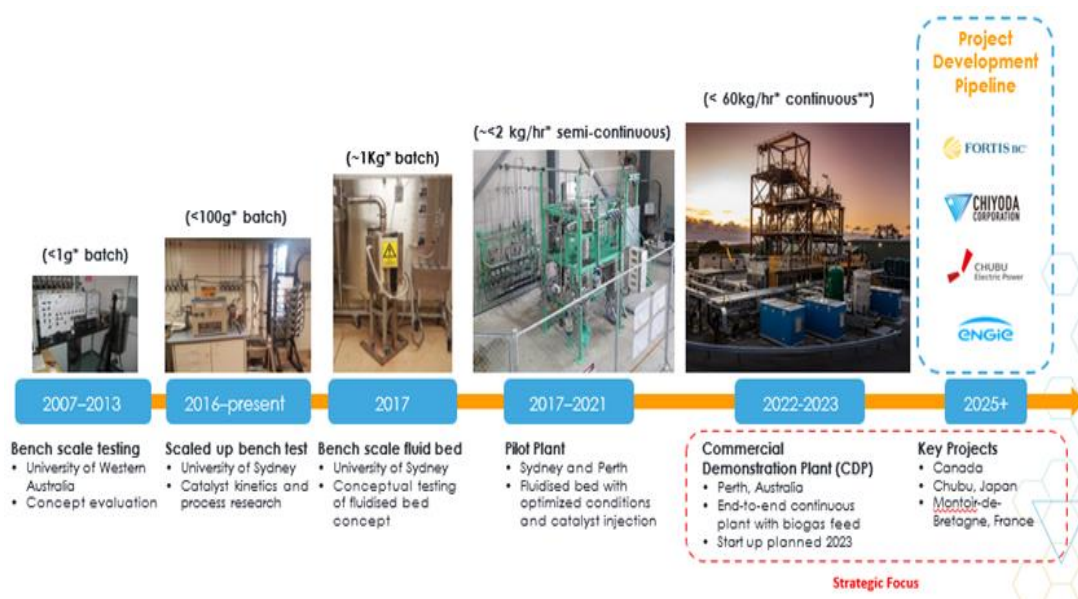 Project
Development
Pipeline
(< 60kg/hr* continuous**)
(~<2 kg/hr* semi-continuous)
(~1Kg* batch)
(<100g* batch)
(<1g* batch)
FORTIS BC
CHIYODA
CORPORATION
CHUBU
Electric Power
ENGIE
2007–2013
2016–present
2017
2017–2021
2022-2023
2025+
Bench scale testing
• University of Western
Australia
• Concept evaluation
Scaled up bench test
• University of Sydney
• Catalyst kinetics and
process research
Bench scale fluid bed
• University of Sydney
• Conceptual testing
of fluidised bed
concept
Pilot Plant
• Sydney and Perth
• Fluidised bed with
optimized conditions
and catalyst injection
Commercial
Demonstration Plant (CDP)
• Perth, Australia
• End-to-end continuous
plant with biogas feed
• Start up planned 2023
Key Projects
• Canada
• Chubu, Japan
• Montoir-de-
Bretagne, France
Strategic Focus